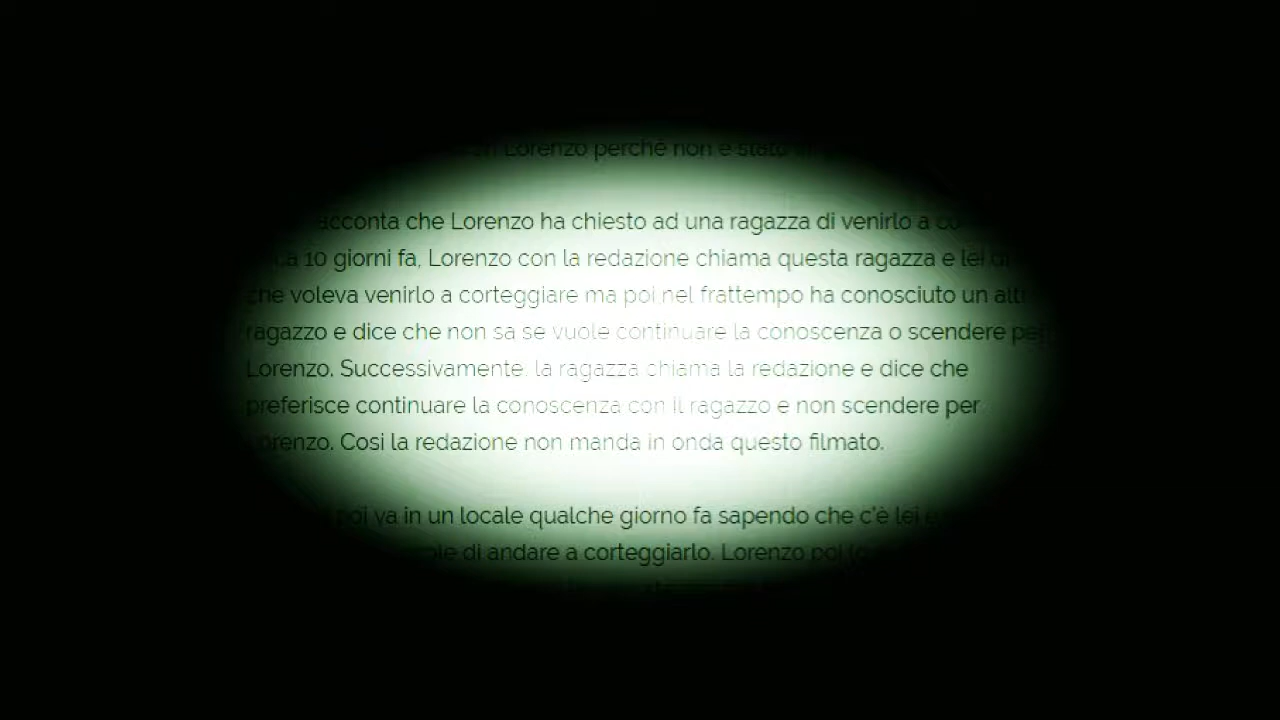 Lorenzo perchè non è stato
che Lorenzo ha chiesto ad una ragazza di venirlo a
10 giorni fa, Lorenzo con la redazione chiama questa ragazza e lei
che voleva venirlo a corteggiare ma poi nel frattempo ha conosciuto un
ragazzo e dice che non sa se vuole continuare la conoscenza o scendere per
Lorenzo. Successivamente, la ragazza chiama la redazione e dice che
preferisce continuare la conoscenza con il ragazzo e non scendere per
Lorenzo. Cosi la redazione non manda in onda questo filmato.
poi va in un locale qualche giorno fa sapendo che c'è lei e
di andare a corteggiarlo. Lorenzo poi